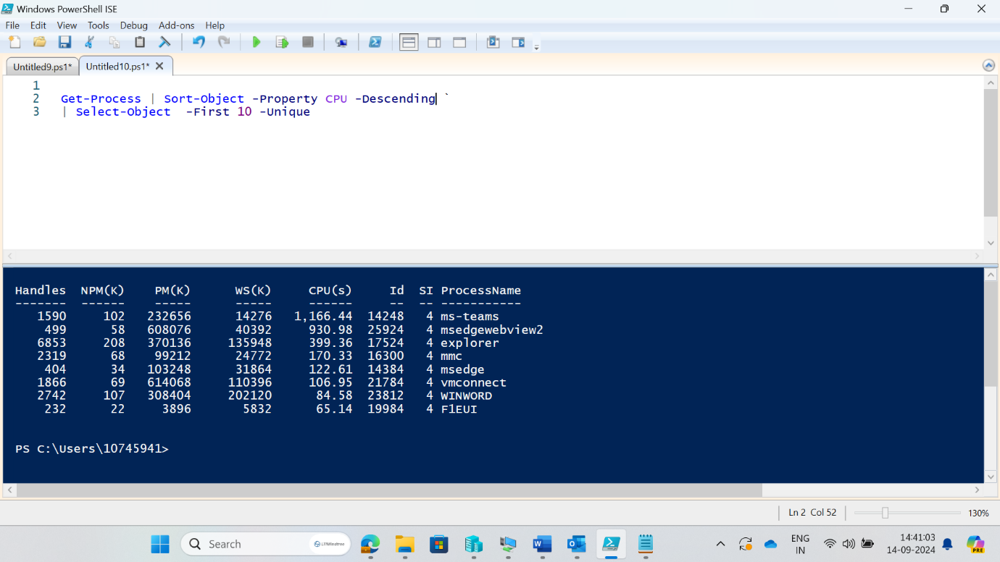 Windows PowerShell ISE
File Edit View Tools Debug Add-ons Help
Untitled9.ps1* Untitled10.ps1*
1
2 Get-Process | Sort-Object -Property CPU -Descending `
3 | Select-Object  -First 10 -Unique
Handles NPM(K) PM(K) WS(K) CPU(s) Id SI ProcessName
------- ------ ----- ----- ------ -- -- -----------
1590 102 232656 14276 1,166.44 14248 4 ms-teams
499 58 608076 40392 930.98 25924 4 msedgewebview2
6853 208 370136 135948 399.36 17524 4 explorer
2319 68 99212 24772 170.33 16300 4 mmc
404 34 103248 31864 122.61 14384 4 msedge
1866 69 614068 110396 106.95 21784 4 vmconnect
2742 107 308404 202120 84.58 23812 4 WINWORD
232 22 3896 5832 65.14 19984 4 F1EUI
PS C:\Users\10745941>
Ln 2 Col 52 130%
Search LTIMindtree ENG 14:41:03
IN 14-09-2024 PRE